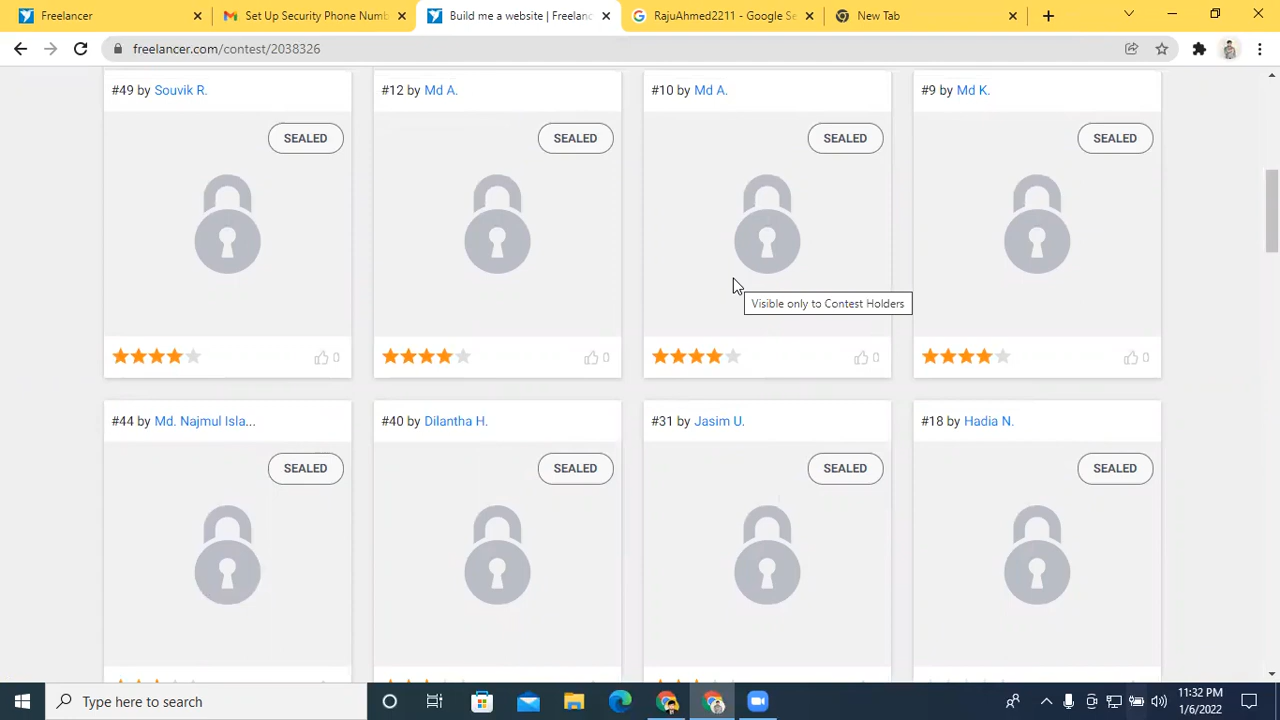 Freelancer
Set Up Security Phone Numb
Build me a website | Freelanc
RajuAhmed2211 - Google Se
New Tab
freelancer.com/contest/2038326
#49 by Souvik R.
#12 by Md A.
#10 by Md A.
#9 by Md K.
SEALED
SEALED
SEALED
SEALED
Visible only to Contest Holders
0
0
0
0
#44 by Md. Najmul Isla...
#40 by Dilantha H.
#31 by Jasim U.
#18 by Hadia N.
SEALED
SEALED
SEALED
SEALED
Type here to search
11:32 PM
1/6/2022